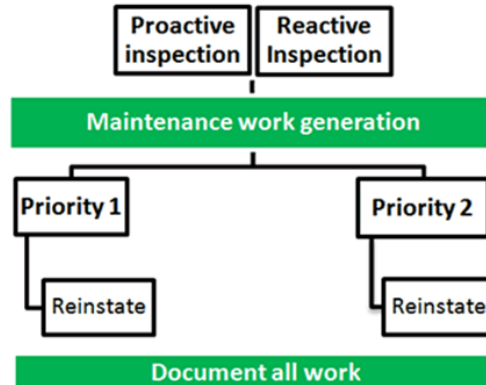 Proactive
inspection
Reactive
Inspection
Maintenance work generation
Priority 1
Priority 2
Reinstate
Reinstate
Document all work